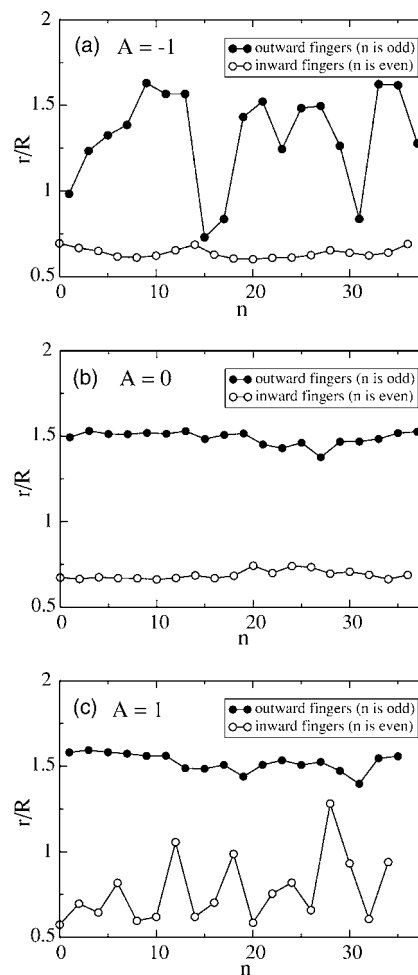 2
(a) A = -1
outward fingers (n is odd)
inward fingers (n is even)
1.5
r/R
1
0.5
0 10 20 30
n
2
(b) A = 0
outward fingers (n is odd)
inward fingers (n is even)
1.5
r/R
1
0.5
0 10 20 30
n
2
(c) A = 1
outward fingers (n is odd)
inward fingers (n is even)
1.5
r/R
1
0.5
0 10 20 30
n